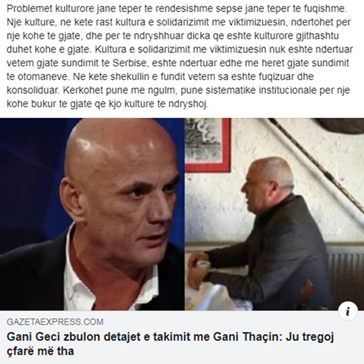 Problemet kulturore jane teper te rendesishme sepse jane teper te fuqishme.
Nje kulture, ne kete rast kultura e solidarizimit me viktimizuesin, ndertohet per
nje kohe te gjate, dhe per te ndryshuar dicka qe eshte kulturore gjithashtu
duhet kohe e gjate. Kultura e solidarizimit me viktimizuesin nuk eshte ndertuar
vetem gjate sundimit te Serbise, eshte ndertuar edhe me heret gjate sundimit
te otomaneve. Ne kete shekullin e fundit vetem sa eshte fuqizuar dhe
konsoliduar. Kerkohet pune me ngulm, pune sistematike institucionale per nje
kohe bukur te gjate qe kjo kulture te ndryshoj.
GAZETAEXPRESS.COM
Gani Geci zbulon detajet e takimit me Gani Thaçin: Ju tregoj
çfarë më tha